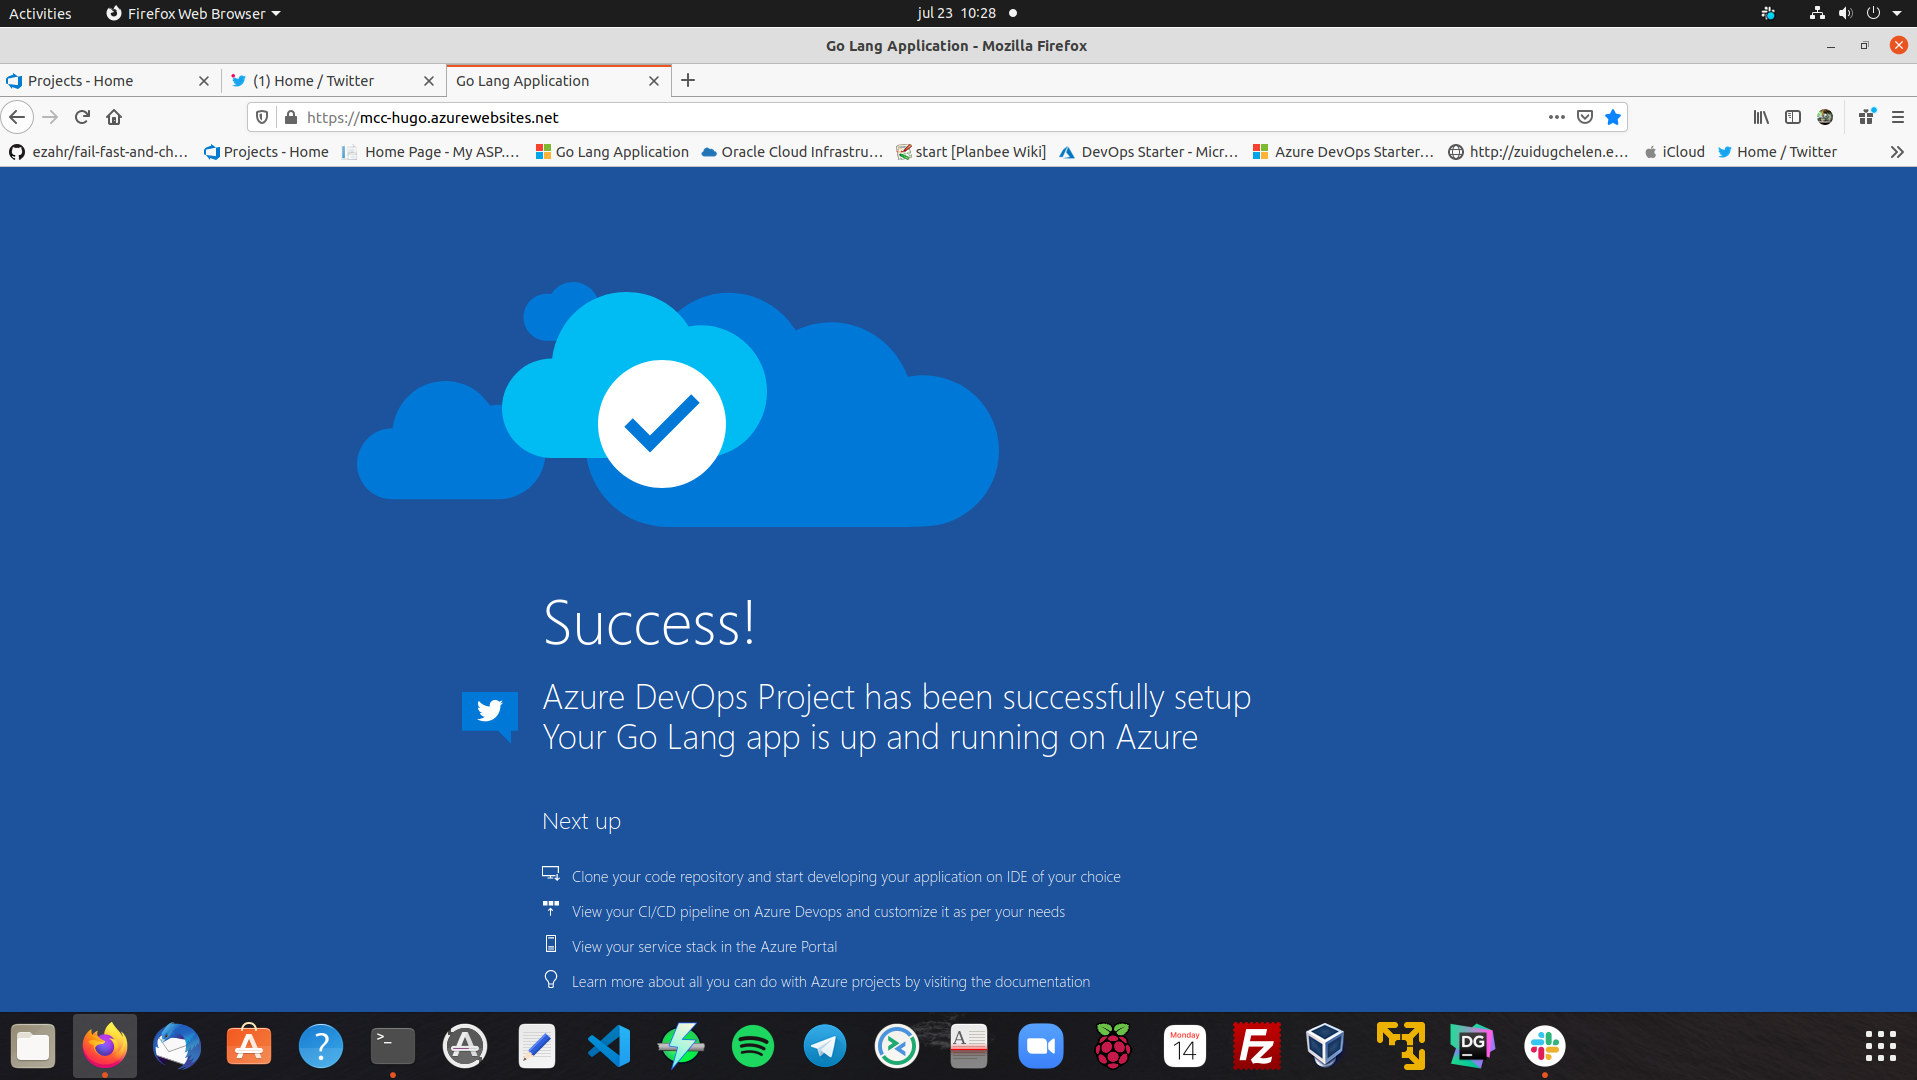 Activities
Firefox Web Browser
jul 23 10:28
Go Lang Application - Mozilla Firefox
Projects - Home
(1) Home / Twitter
Go Lang Application
https://mcc-hugo.azurewebsites.net
ezahr/fail-fast-and-ch…
Projects - Home
Home Page - My ASP.…
Go Lang Application
Oracle Cloud Infrastru…
start [Planbee Wiki]
DevOps Starter - Micr…
Azure DevOps Starter…
http://zuidugchelen.e…
iCloud
Home / Twitter
Success!
Azure DevOps Project has been successfully setup
Your Go Lang app is up and running on Azure
Next up
Clone your code repository and start developing your application on IDE of your choice
View your CI/CD pipeline on Azure Devops and customize it as per your needs
View your service stack in the Azure Portal
Learn more about all you can do with Azure projects by visiting the documentation
>_
?
A
Monday
14
Fz
DG